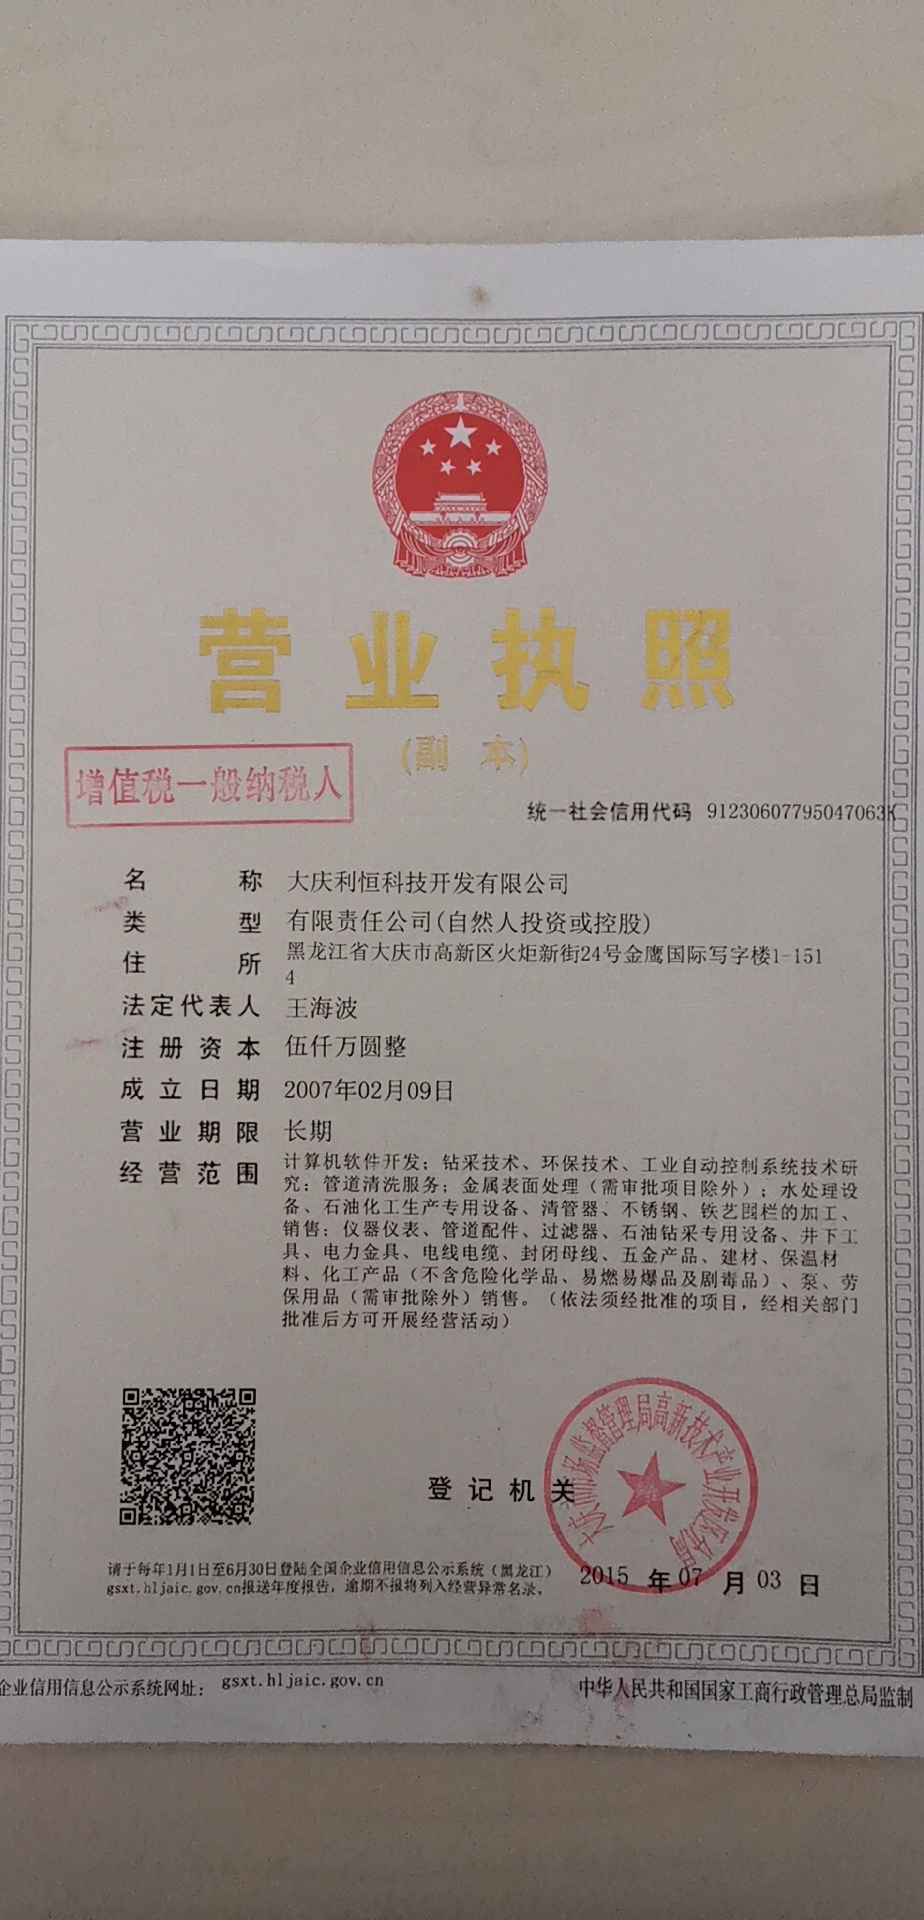 营业执照
(副 本)
增值税一般纳税人
统一社会信用代码 91230607795047063K
名 称 大庆利恒科技开发有限公司
类 型 有限责任公司(自然人投资或控股)
住 所 黑龙江省大庆市高新区火炬新街24号金鹰国际写字楼1-151
4
法定代表人 王海波
注 册 资 本 伍仟万圆整
成 立 日 期 2007年02月09日
营 业 期 限 长期
经 营 范 围 计算机软件开发；钻采技术、环保技术、工业自动控制系统技术研
究；管道清洗服务；金属表面处理（需审批项目除外）；水处理设
备、石油化工生产专用设备、清管器、不锈钢、铁艺围栏的加工、
销售；仪器仪表、管道配件、过滤器、石油钻采专用设备、井下工
具、电力金具、电线电缆、封闭母线、五金产品、建材、保温材
料、化工产品（不含危险化学品、易燃易爆品及剧毒品）、泵、劳
保用品（需审批除外）销售。（依法须经批准的项目，经相关部门
批准后方可开展经营活动）
登 记 机 关
大庆市市场监督管理局高新技术产业开发区分局
2015 年 07 月 03 日
请于每年1月1日至6月30日登陆全国企业信用信息公示系统（黑龙江）
gsxt.hljaic.gov.cn报送年度报告，逾期不报将列入经营异常名录。
企业信用信息公示系统网址： gsxt.hljaic.gov.cn
中华人民共和国国家工商行政管理总局监制